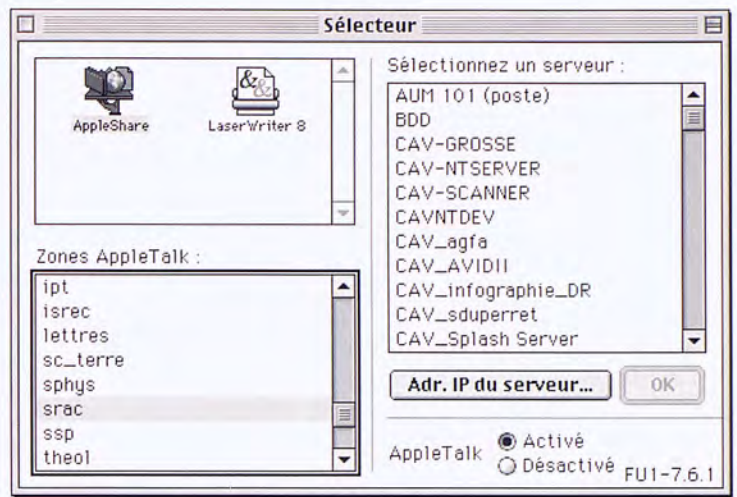 Sélecteur
AppleShare
LaserWriter 8
Zones AppleTalk :
ipt
isrec
lettres
sc_terre
sphys
srac
ssp
theol
Sélectionnez un serveur :
AUM 101 (poste)
BDD
CAV-GROSSE
CAV-NTSERVER
CAV-SCANNER
CAVNTDEV
CAV_agfa
CAV_AVIDII
CAV_infographie_DR
CAV_sduperret
CAV_Splash Server
Adr. IP du serveur...
OK
AppleTalk
Activé
Désactivé
FU1-7.6.1